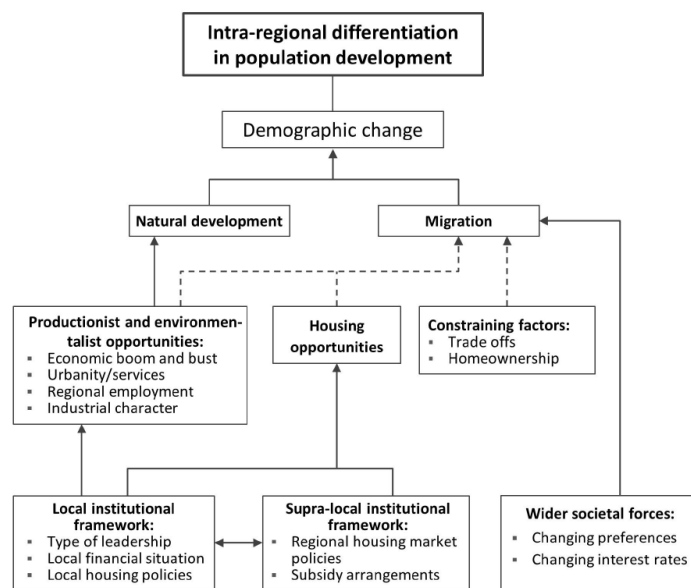 Intra-regional differentiation
in population development
Demographic change
Natural development
Migration
Productionist and environmen-
talist opportunities:
▪ Economic boom and bust
▪ Urbanity/services
▪ Regional employment
▪ Industrial character
Housing
opportunities
Constraining factors:
▪ Trade offs
▪ Homeownership
Local institutional
framework:
▪ Type of leadership
▪ Local financial situation
▪ Local housing policies
Supra-local institutional
framework:
▪ Regional housing market
policies
▪ Subsidy arrangements
Wider societal forces:
▪ Changing preferences
▪ Changing interest rates